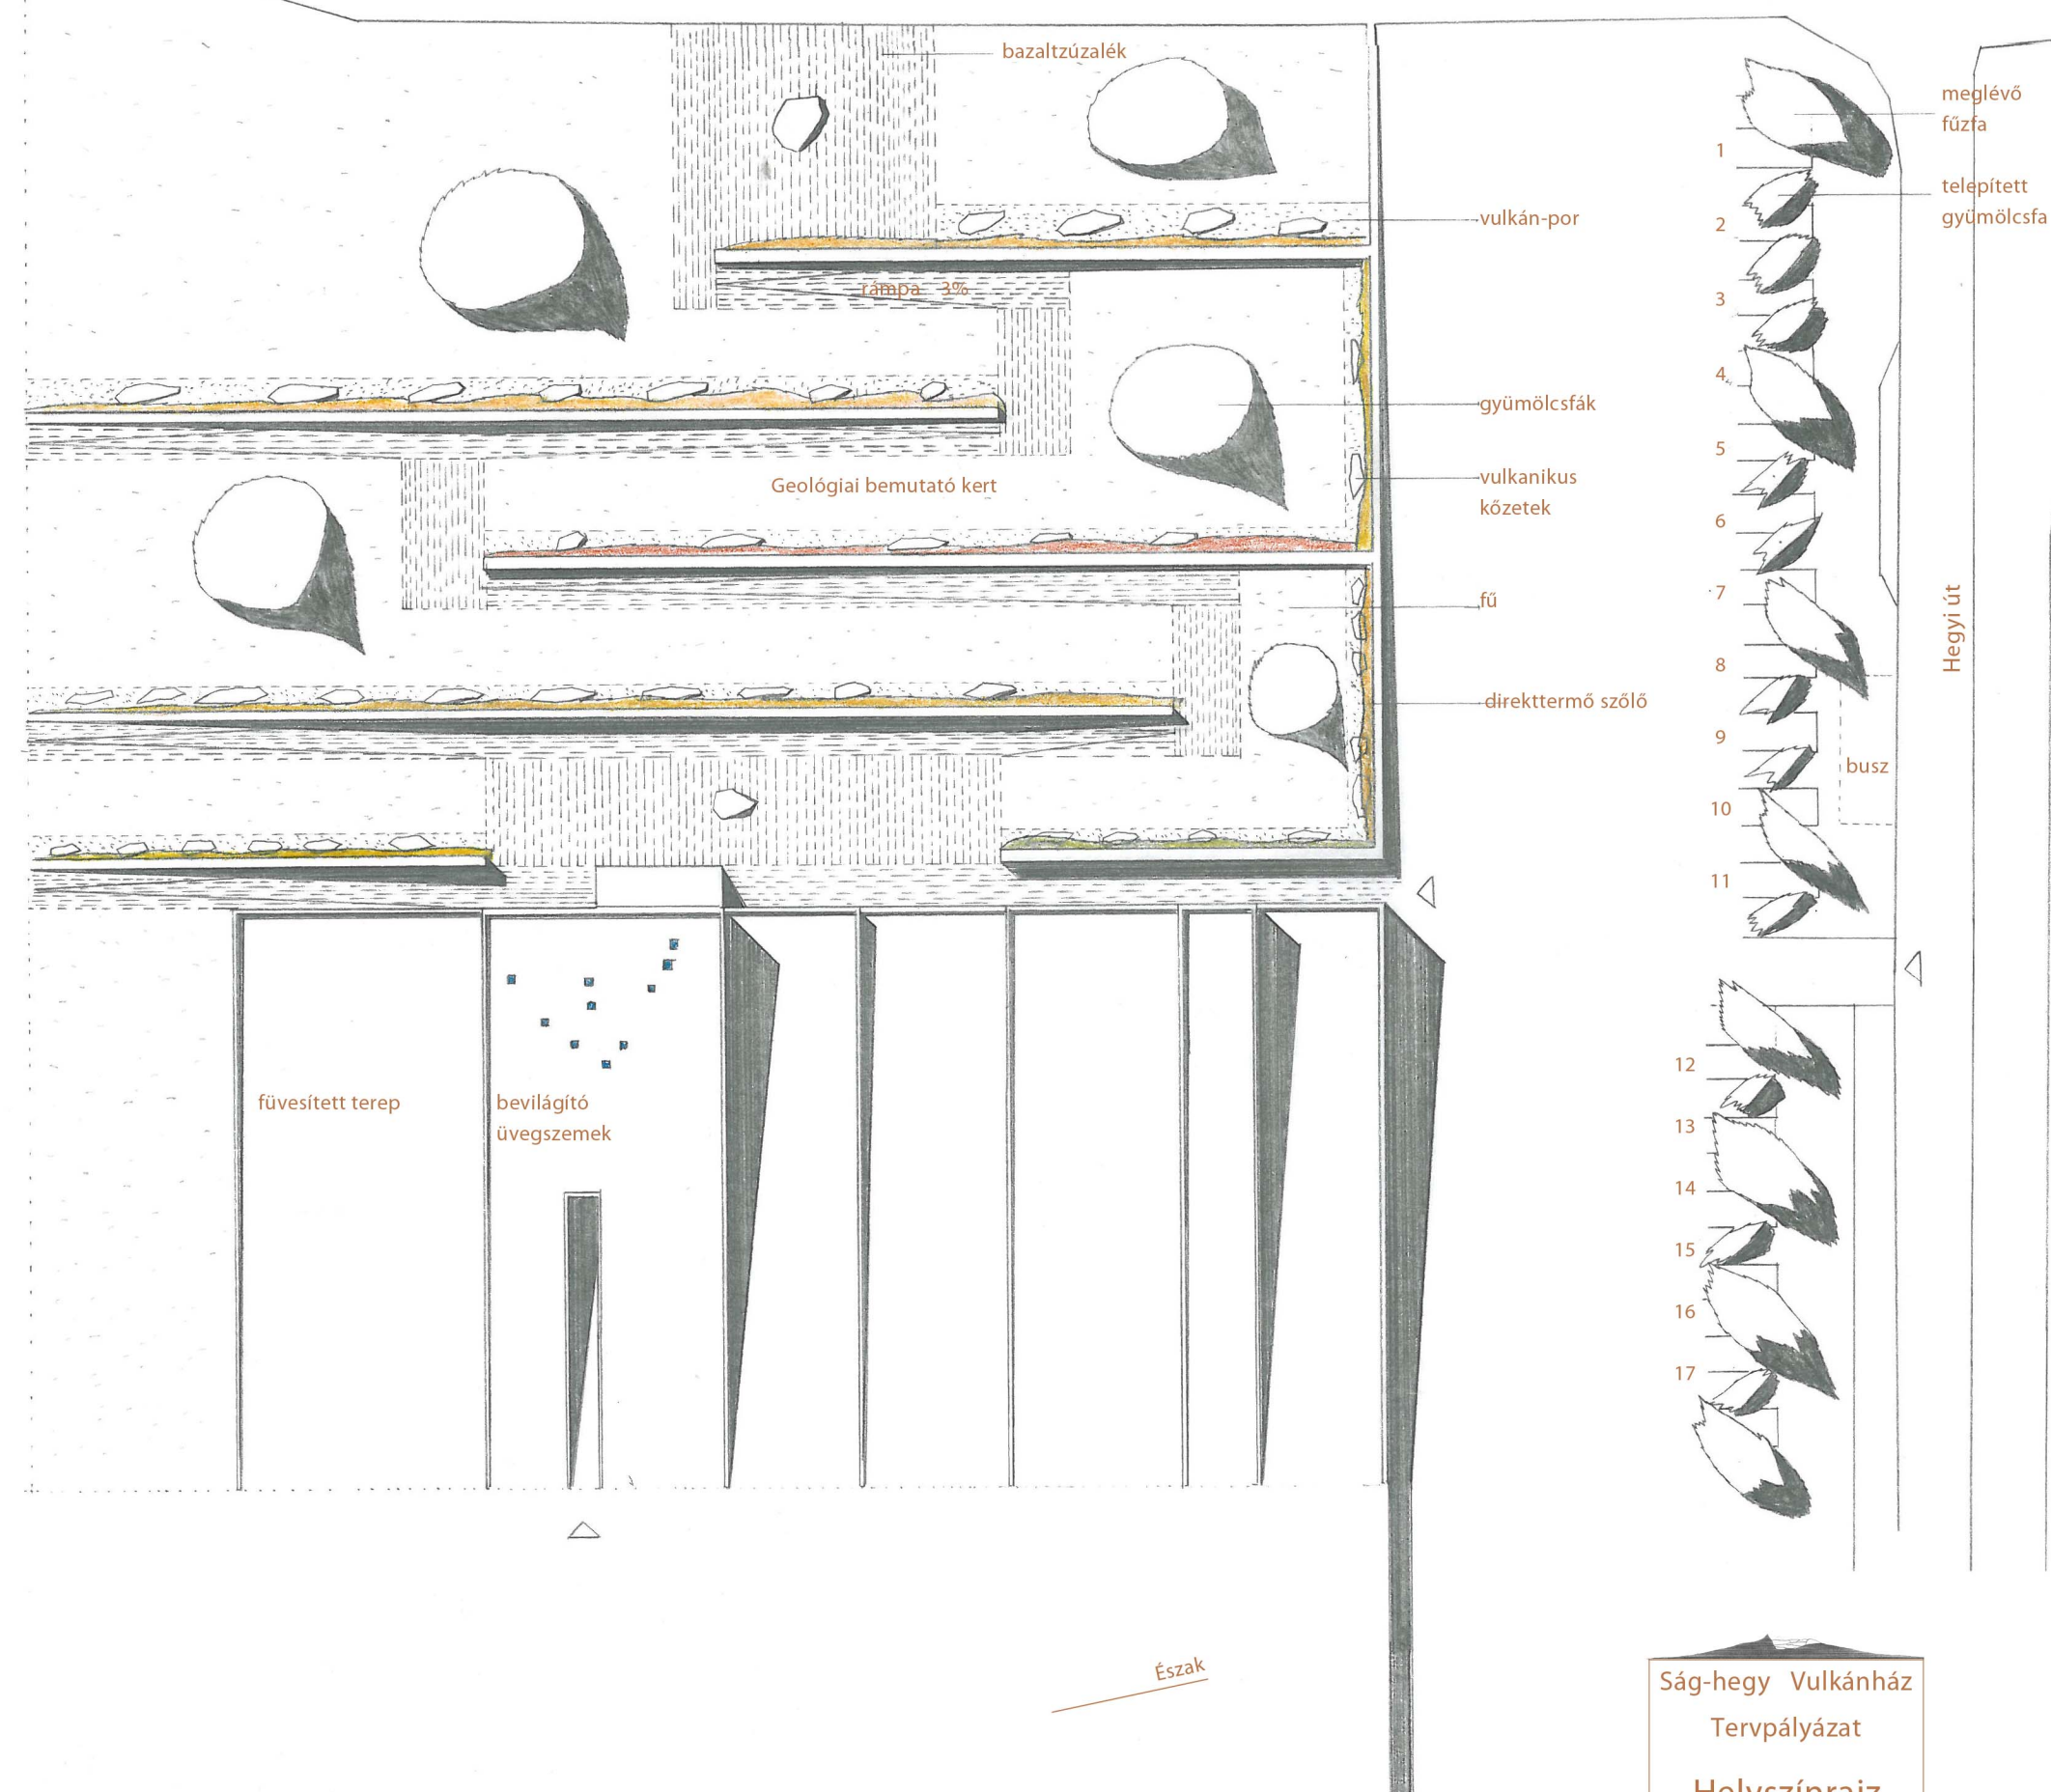 bazaltzúzalék
meglévő
fűzfa
1
telepített
gyümölcsfa
2
vulkán-por
rámpa 3%
3
4
gyümölcsfák
5
Geológiai bemutató kert
vulkanikus
kőzetek
6
7
fű
Hegyi út
8
direkttermő szőlő
9
busz
10
11
12
füvesített terep
bevilágító
üvegszemek
13
14
15
16
17
Észak
Ság-hegy Vulkánház
Tervpályázat
Helyszínrajz